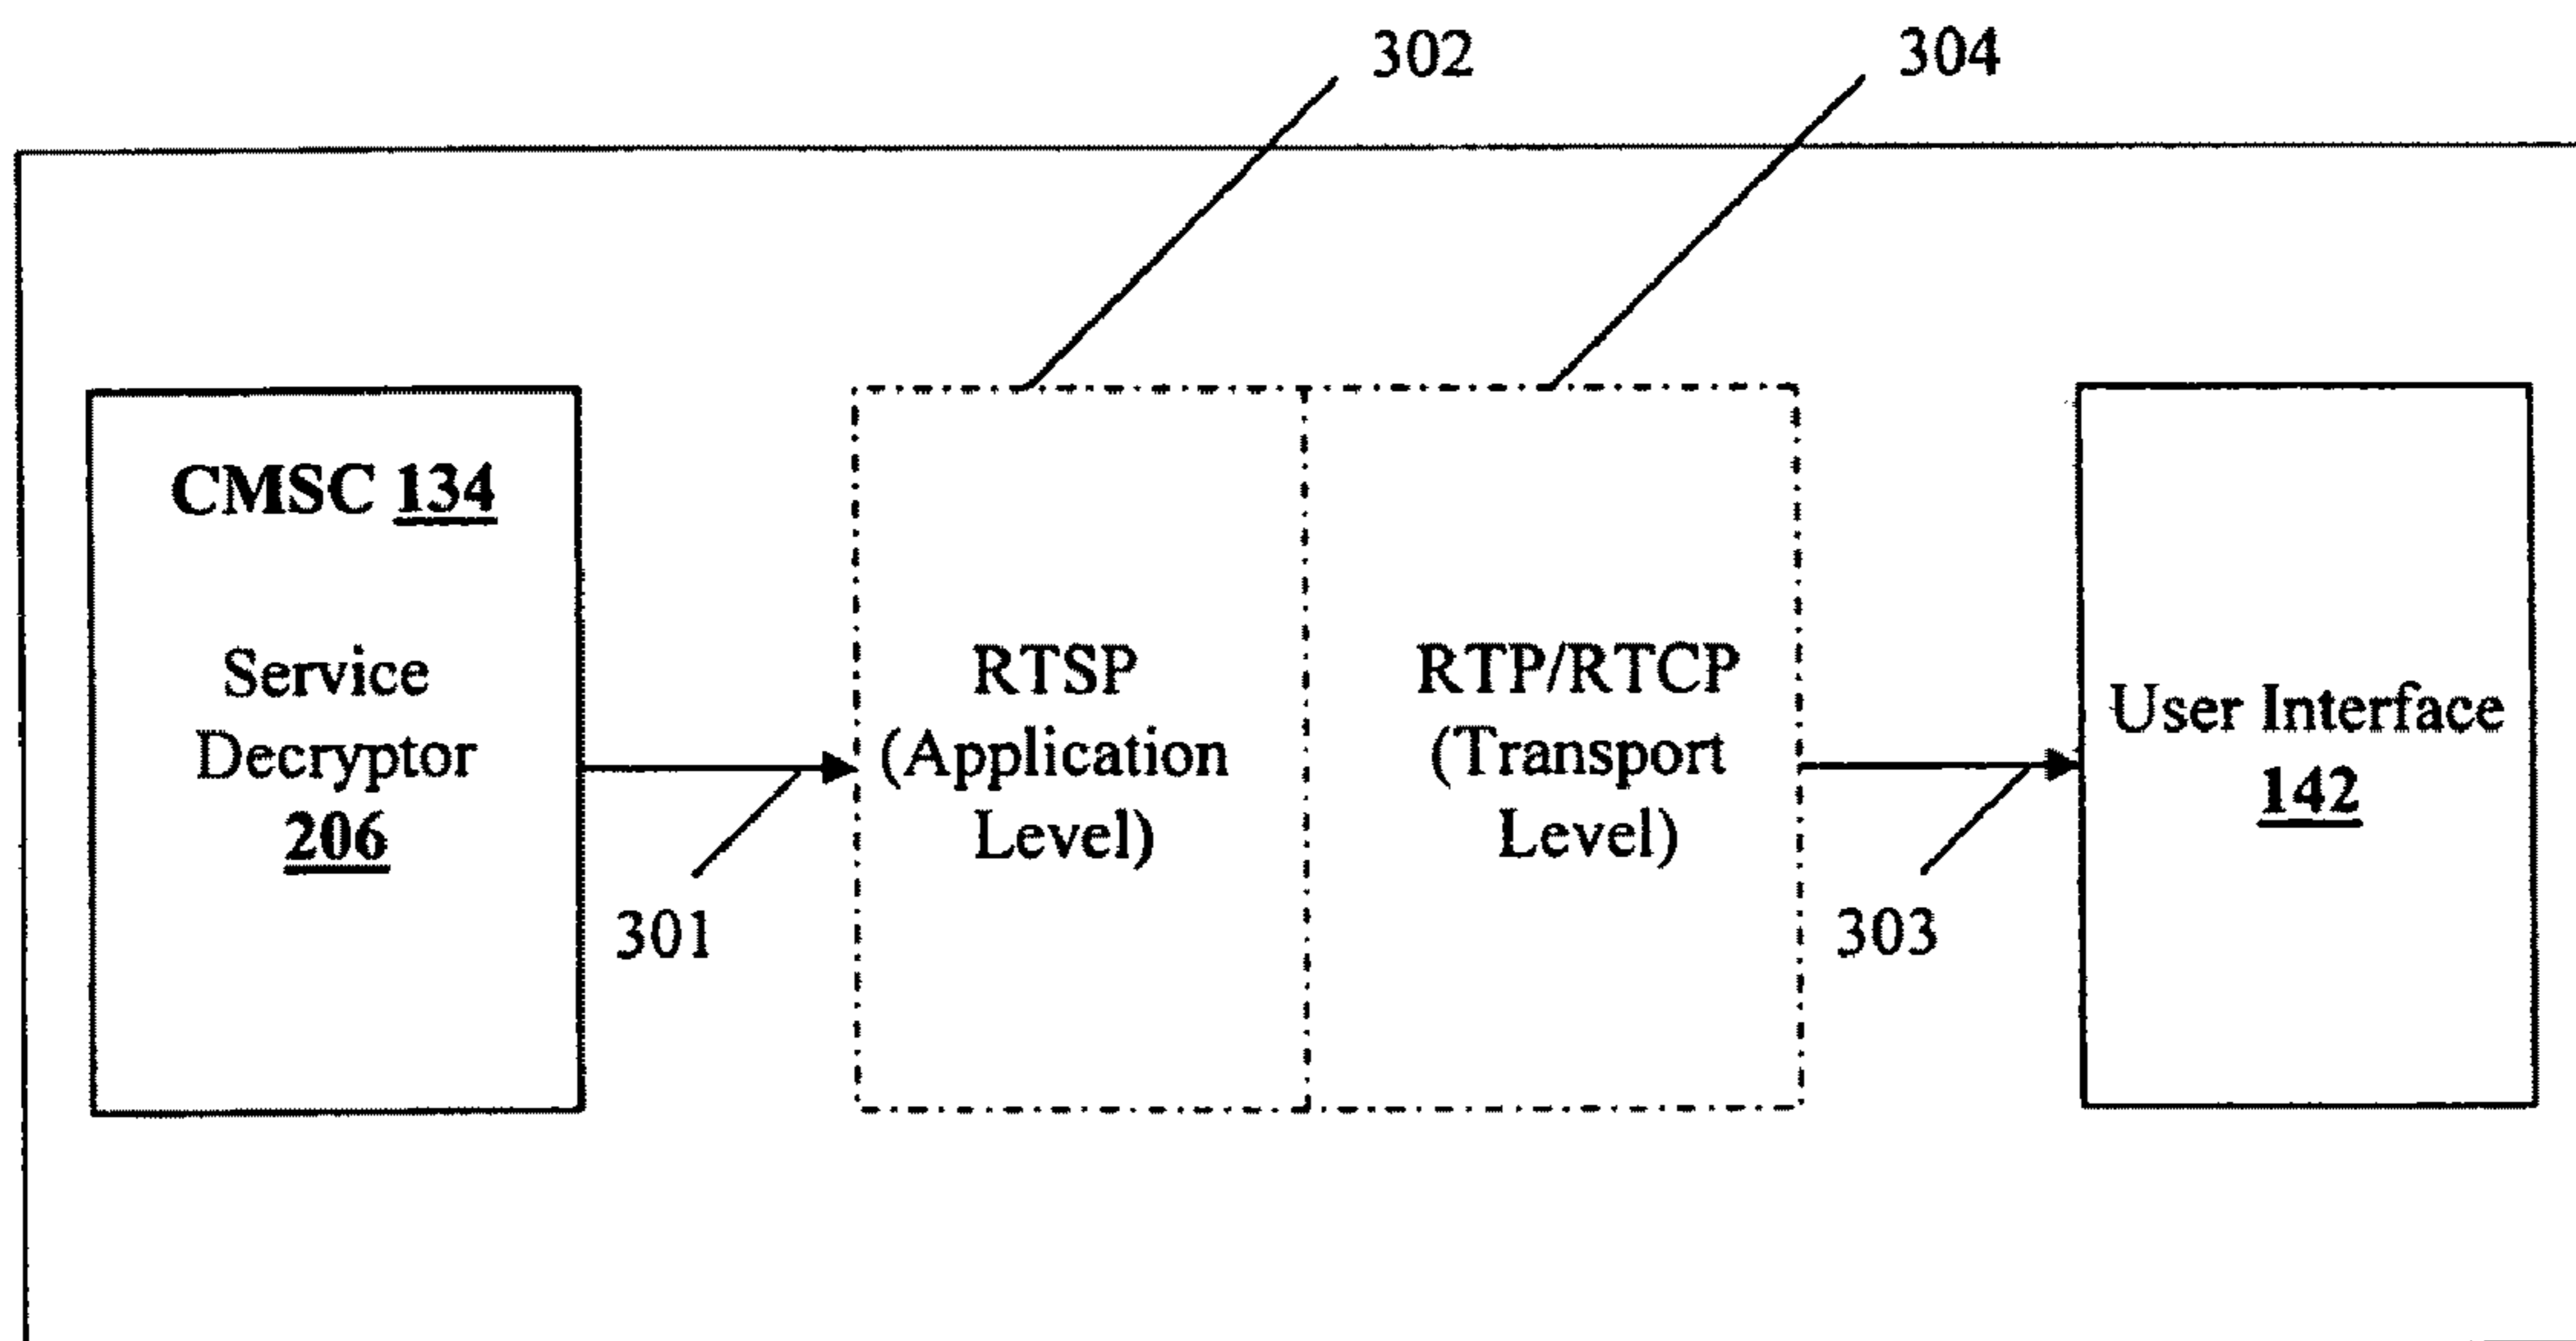 302
304
CMSC 134
Service
Decryptor
206
RTSP
(Application
Level)
RTP/RTCP
(Transport
Level)
User Interface
142
301
303